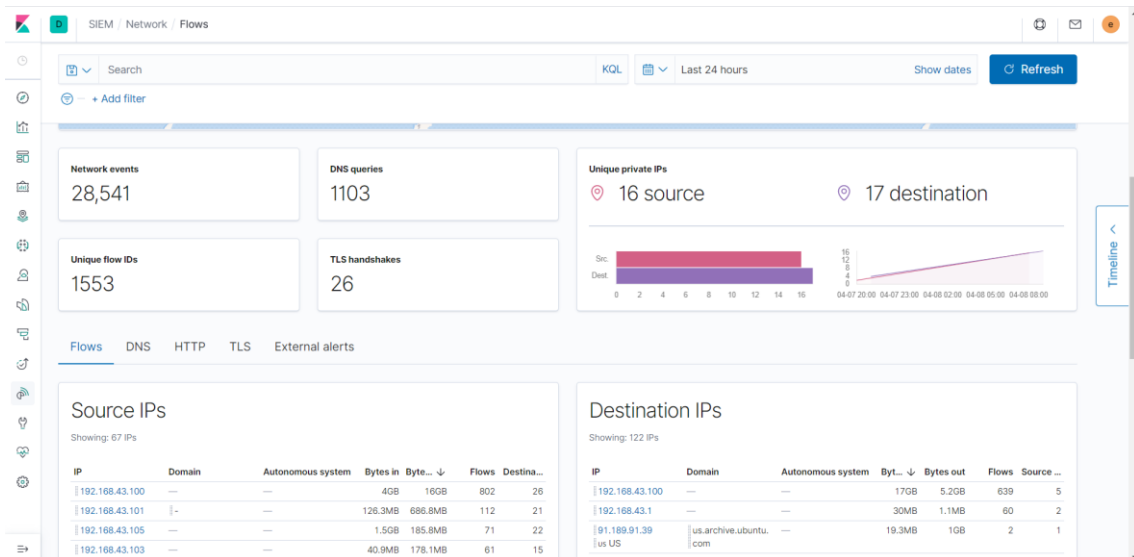 D SIEM / Network / Flows e
Search KQL Last 24 hours Show dates Refresh
+ Add filter
Network events
28,541
DNS queries
1103
Unique private IPs
16 source 17 destination
Unique flow IDs
1553
TLS handshakes
26
Src.
Dest.
0 2 4 6 8 10 12 14 16
16
12
8
4
0
04-07 20:00 04-07 23:00 04-08 02:00 04-08 05:00 04-08 08:00
Timeline
Flows DNS HTTP TLS External alerts
Source IPs
Showing: 67 IPs
IP Domain Autonomous system Bytes in Byte... Flows Destina...
192.168.43.100 — — 4GB 16GB 802 26
192.168.43.101 - — 126.3MB 686.8MB 112 21
192.168.43.105 — — 1.5GB 185.8MB 71 22
192.168.43.103 — — 40.9MB 178.1MB 61 15
Destination IPs
Showing: 122 IPs
IP Domain Autonomous system Byt... Bytes out Flows Source ...
192.168.43.100 — — 17GB 5.2GB 639 5
192.168.43.1 — — 30MB 1.1MB 60 2
91.189.91.39 us.archive.ubuntu. — 19.3MB 1GB 2 1
us US com